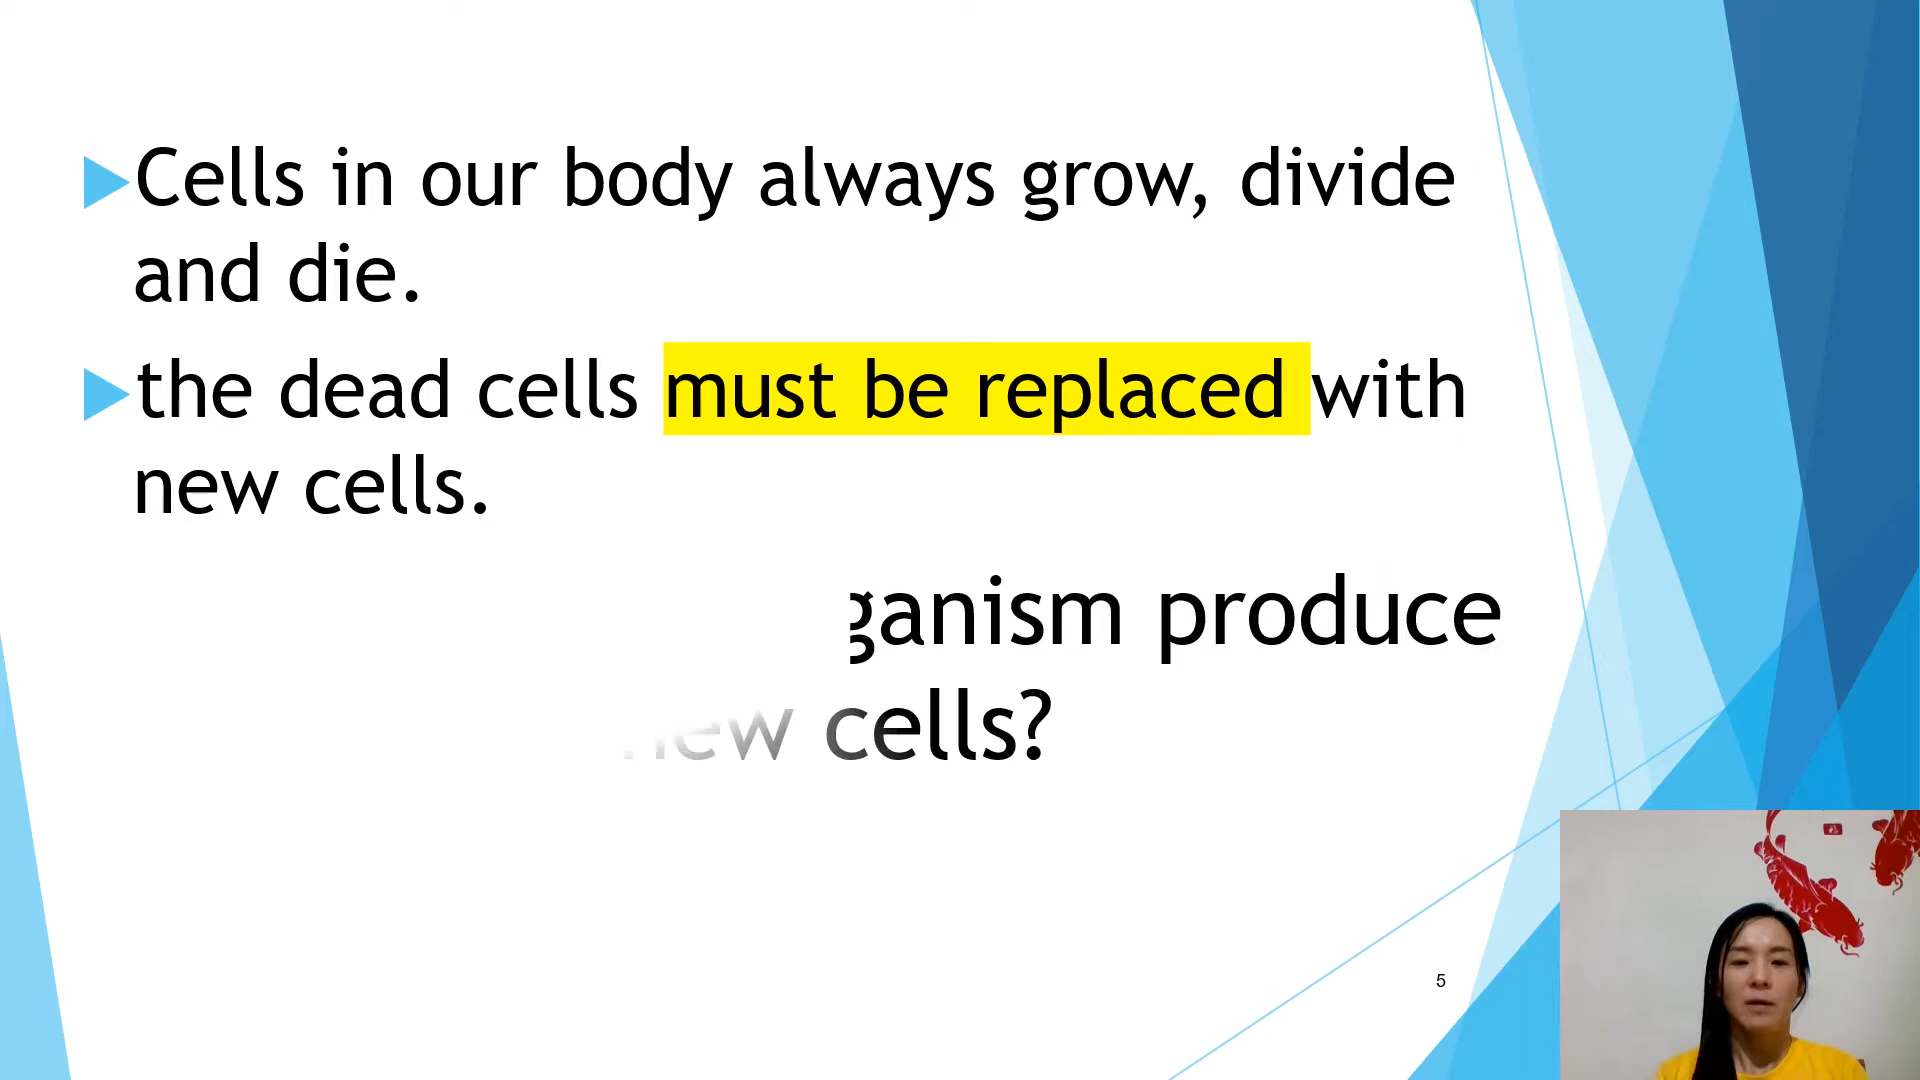 Cells in our body always grow, divide
and die.
the dead cells must be replaced with
new cells.
ganism produce
new cells?
5